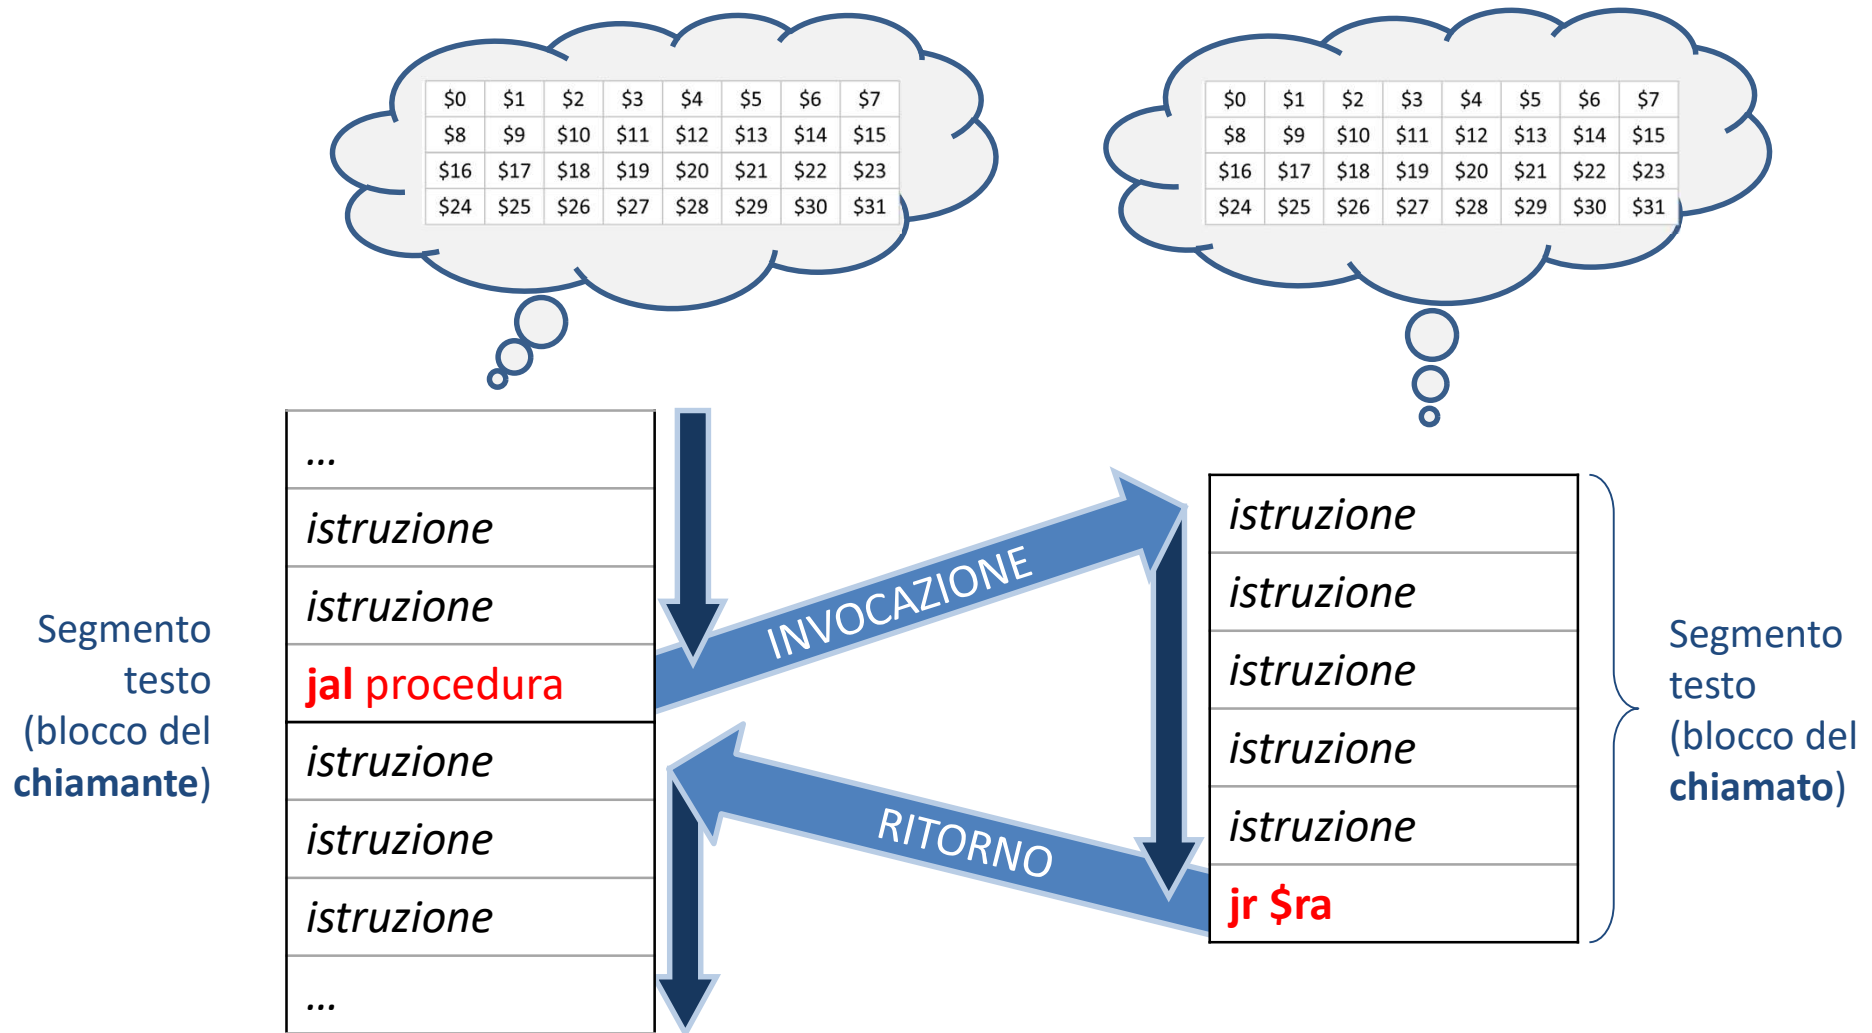 $0 $1 $2 $3 $4 $5 $6 $7
$8 $9 $10 $11 $12 $13 $14 $15
$16 $17 $18 $19 $20 $21 $22 $23
$24 $25 $26 $27 $28 $29 $30 $31
$0 $1 $2 $3 $4 $5 $6 $7
$8 $9 $10 $11 $12 $13 $14 $15
$16 $17 $18 $19 $20 $21 $22 $23
$24 $25 $26 $27 $28 $29 $30 $31
Segmento
testo
(blocco del
chiamante)
...
istruzione
istruzione
jal procedura
istruzione
istruzione
istruzione
...
INVOCAZIONE
RITORNO
istruzione
istruzione
istruzione
istruzione
istruzione
jr $ra
Segmento
testo
(blocco del
chiamato)